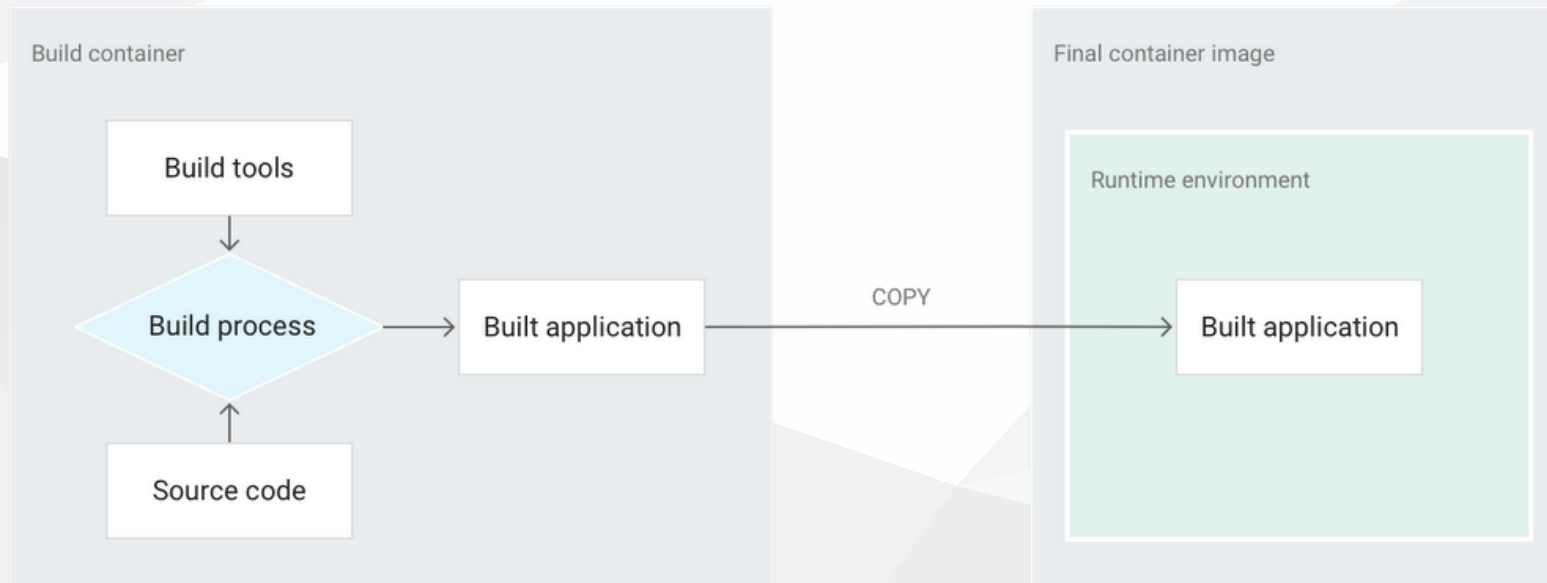 Build container
Build tools
Build process
Source code
Built application
COPY
Final container image
Runtime environment
Built application